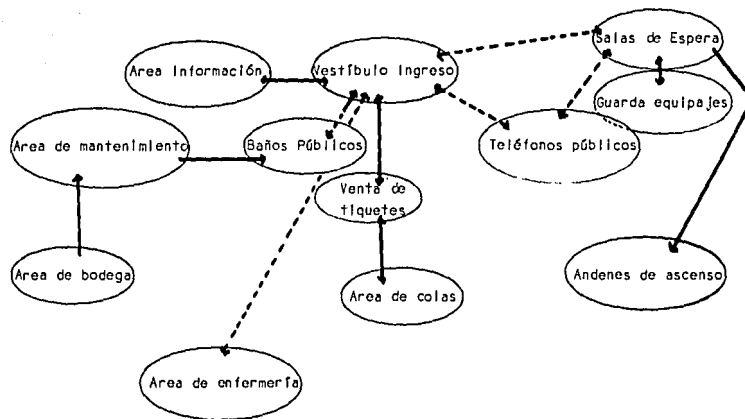 Salas de Espera
Area Información
Vestíbulo Ingreso
Guarda equipajes
Area de mantenimiento
Baños Públicos
Teléfonos públicos
Venta de
tiquetes
Area de bodega
Andenes de ascenso
Area de colas
Area de enfermería